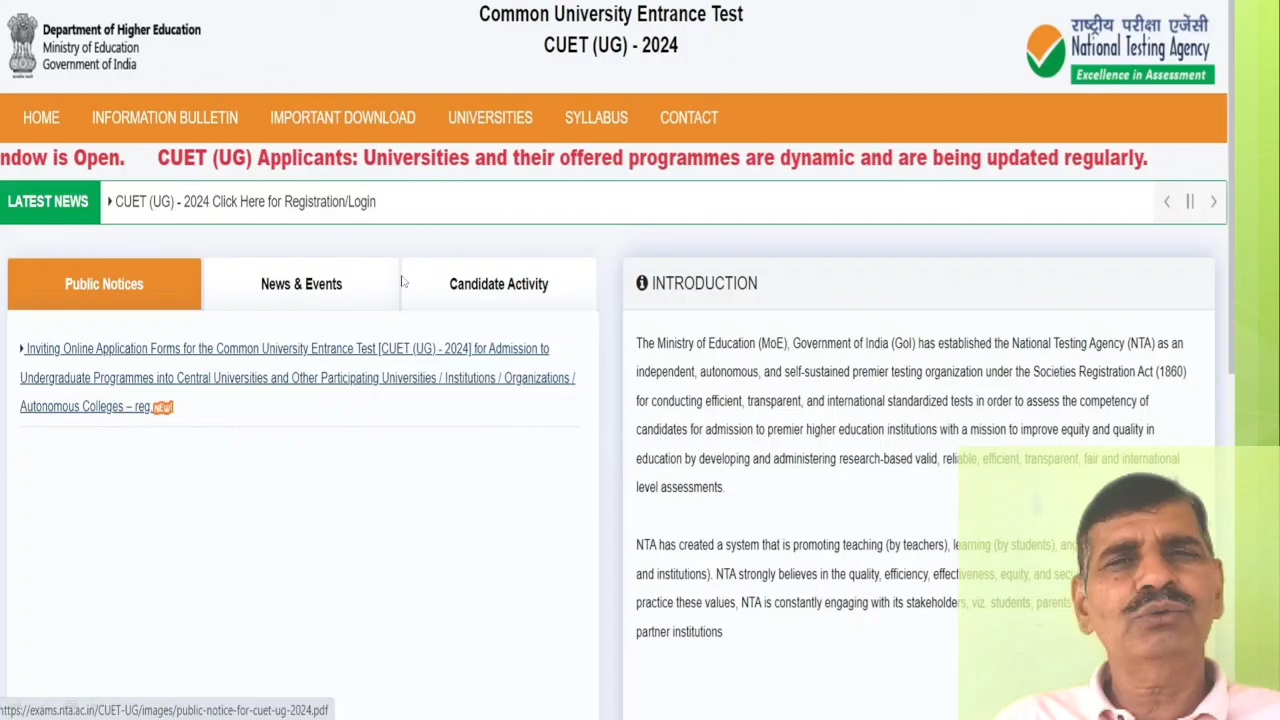 Department of Higher Education
Ministry of Education
Government of India
Common University Entrance Test
CUET (UG) - 2024
राष्ट्रीय परीक्षा एजेंसी
National Testing Agency
Excellence in Assessment
HOME
INFORMATION BULLETIN
IMPORTANT DOWNLOAD
UNIVERSITIES
SYLLABUS
CONTACT
ndow is Open. CUET (UG) Applicants: Universities and their offered programmes are dynamic and are being updated regularly.
LATEST NEWS
CUET (UG) - 2024 Click Here for Registration/Login
Public Notices
News & Events
Candidate Activity
Inviting Online Application Forms for the Common University Entrance Test [CUET (UG) - 2024] for Admission to
Undergraduate Programmes into Central Universities and Other Participating Universities / Institutions / Organizations /
Autonomous Colleges – reg. NEW!
INTRODUCTION
The Ministry of Education (MoE), Government of India (GoI) has established the National Testing Agency (NTA) as an
independent, autonomous, and self-sustained premier testing organization under the Societies Registration Act (1860)
for conducting efficient, transparent, and international standardized tests in order to assess the competency of
candidates for admission to premier higher education institutions with a mission to improve equity and quality in
education by developing and administering research-based valid, reliable, efficient, transparent, fair and international
level assessments.
NTA has created a system that is promoting teaching (by teachers), learning (by students), and
and institutions). NTA strongly believes in the quality, efficiency, effectiveness, equity, and
practice these values, NTA is constantly engaging with its stakeholders, viz. students, parents
partner institutions
https://exams.nta.ac.in/CUET-UG/images/public-notice-for-cuet-ug-2024.pdf